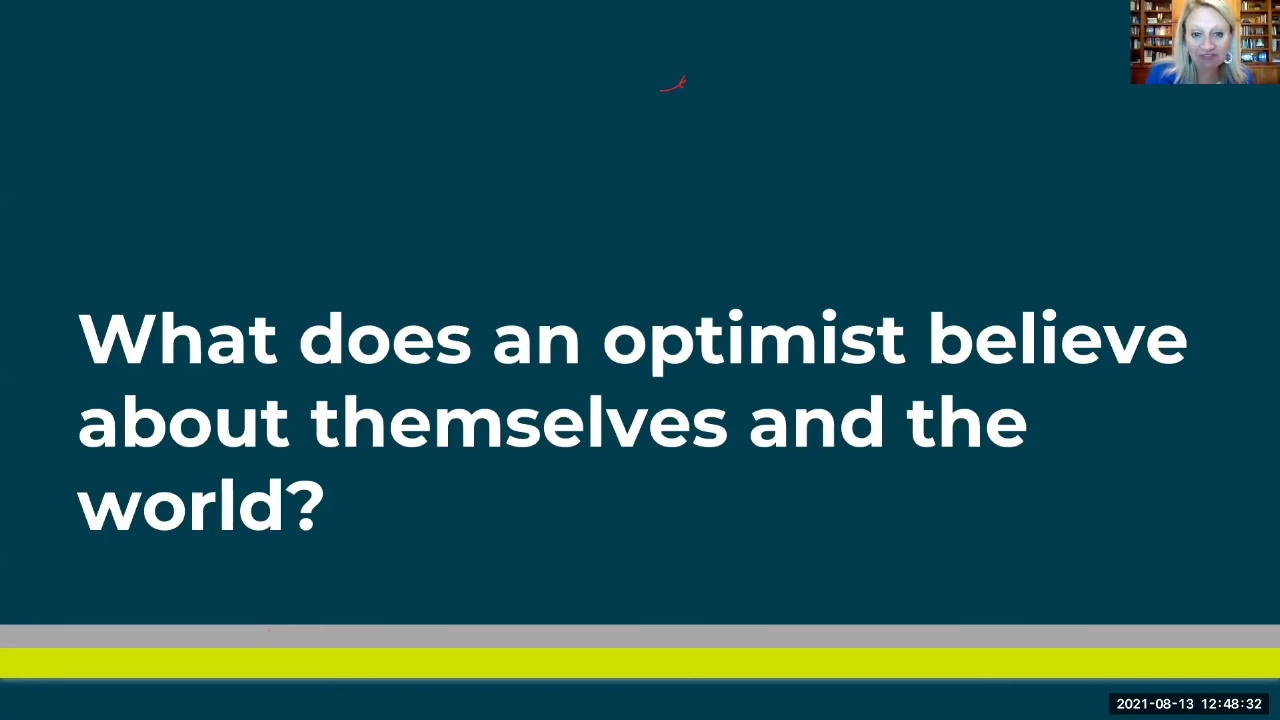 What does an optimist believe
about themselves and the
world?
2021-08-13 12:48:32